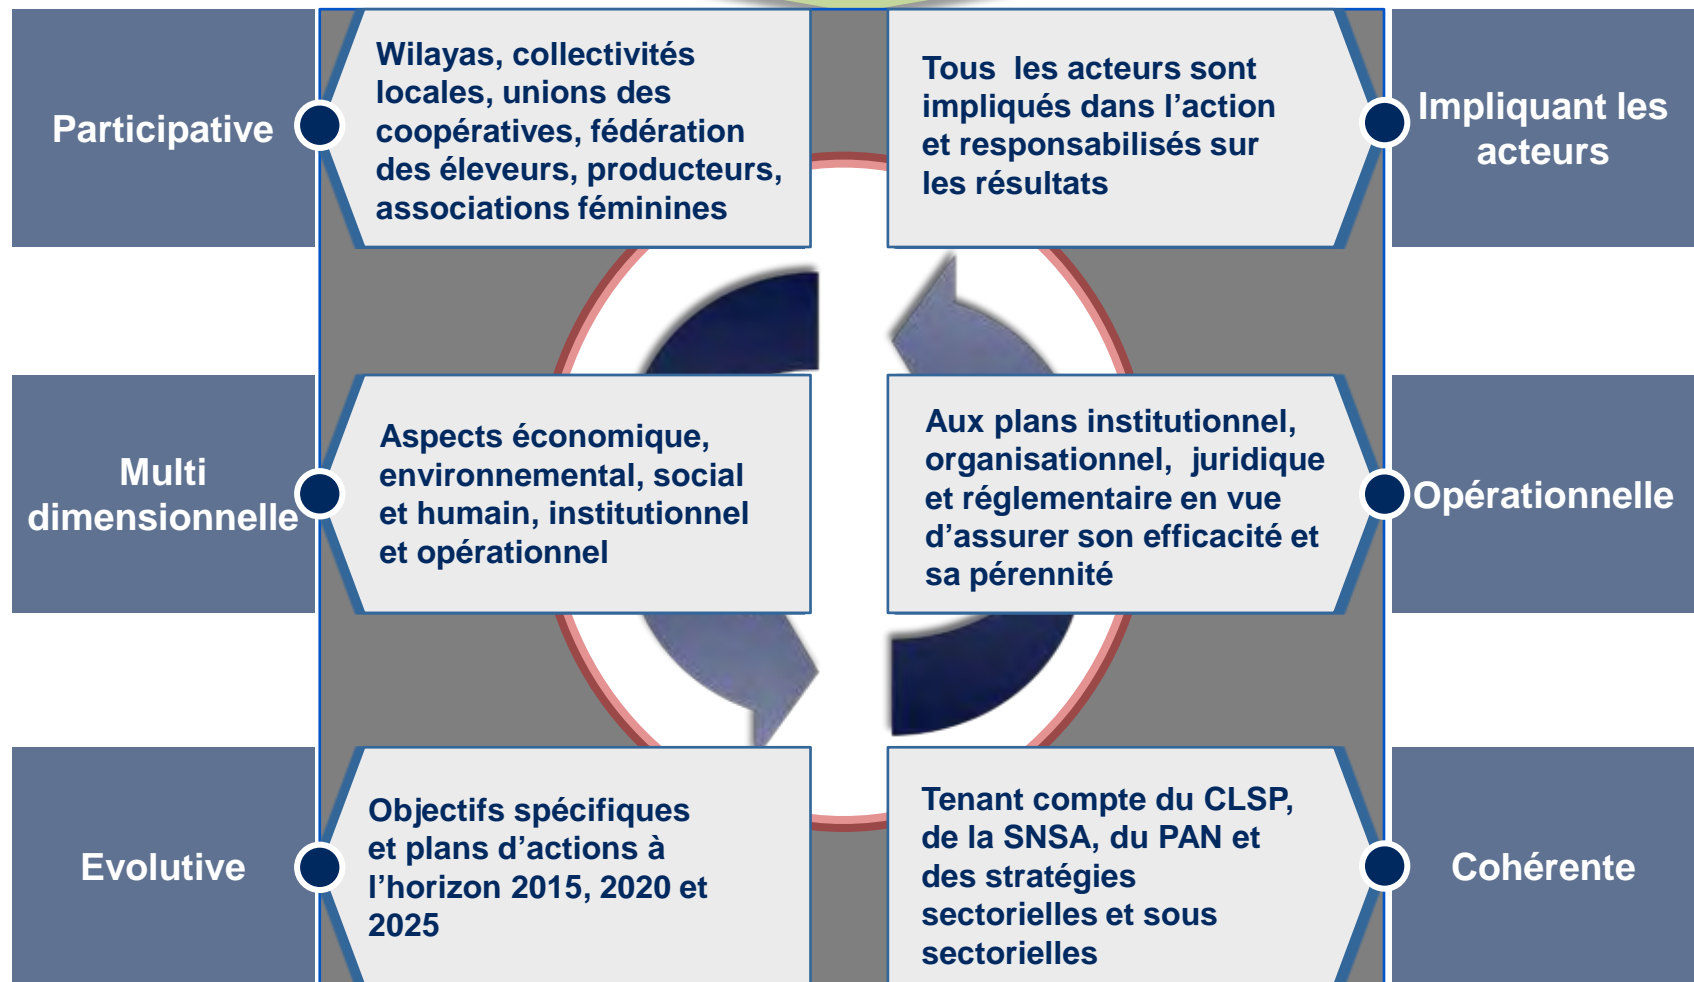 Participative
Wilayas, collectivités
locales, unions des
coopératives, fédération
des éleveurs, producteurs,
associations féminines
Tous les acteurs sont
impliqués dans l’action
et responsabilisés sur
les résultats
Impliquant les
acteurs
Multi
dimensionnelle
Aspects économique,
environnemental, social
et humain, institutionnel
et opérationnel
Aux plans institutionnel,
organisationnel, juridique
et réglementaire en vue
d’assurer son efficacité et
sa pérennité
Opérationnelle
Evolutive
Objectifs spécifiques
et plans d’actions à
l’horizon 2015, 2020 et
2025
Tenant compte du CLSP,
de la SNSA, du PAN et
des stratégies
sectorielles et sous
sectorielles
Cohérente